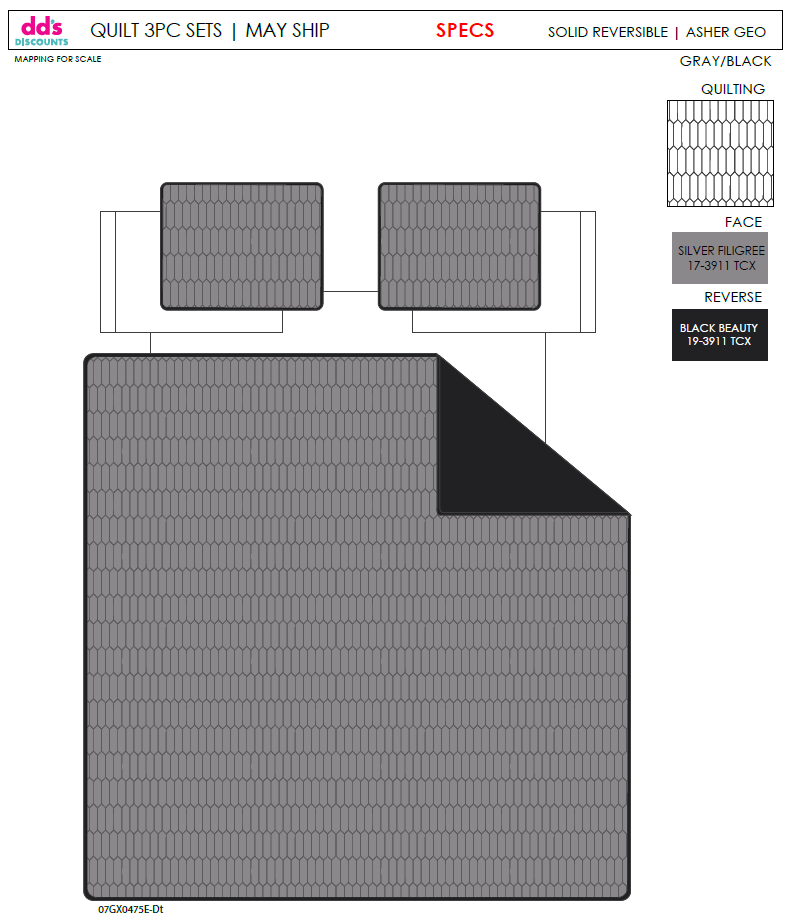 dd's
DISCOUNTS
QUILT 3PC SETS | MAY SHIP
SPECS
SOLID REVERSIBLE | ASHER GEO
MAPPING FOR SCALE
GRAY/BLACK
QUILTING
FACE
SILVER FILIGREE
17-3911 TCX
REVERSE
BLACK BEAUTY
19-3911 TCX
07GX0475E-Dt